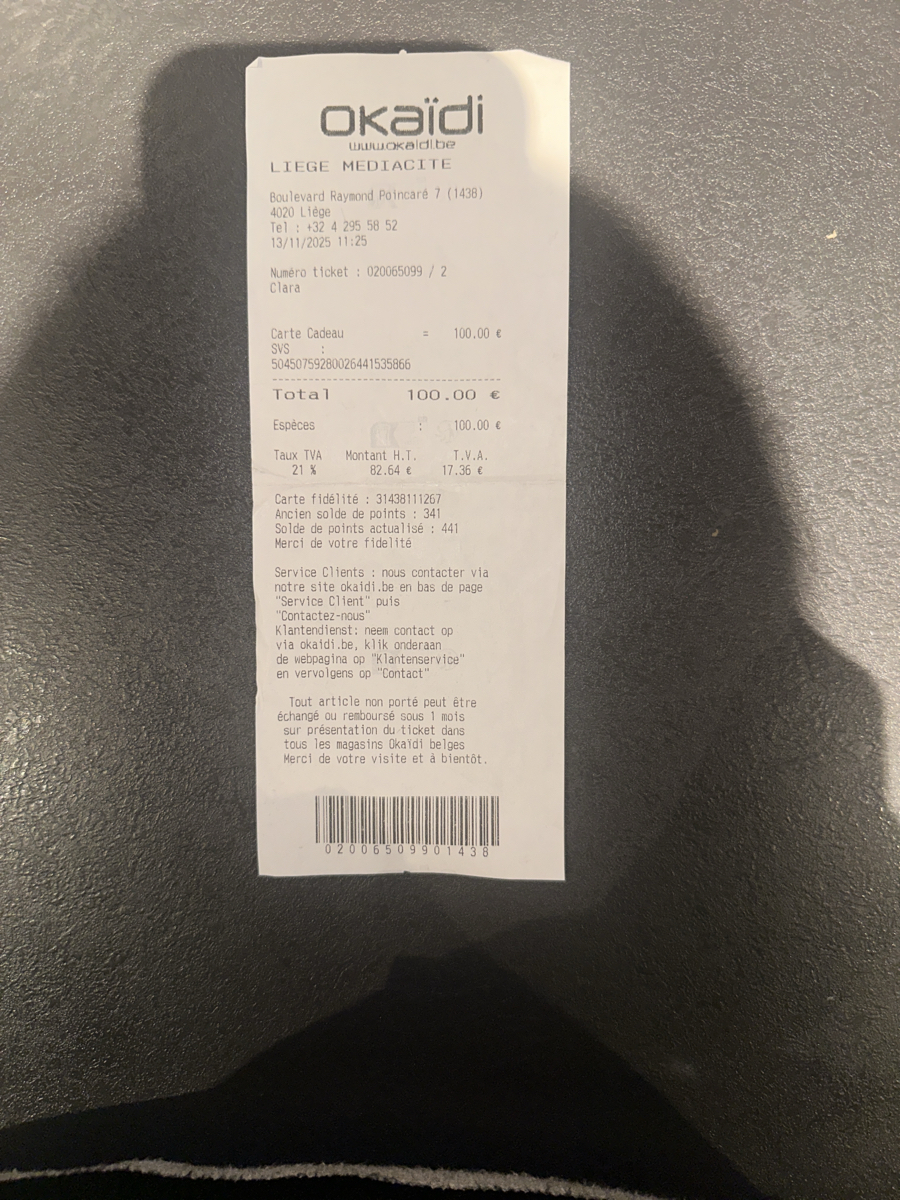 OKaïdi
www.okaidi.be
LIEGE MEDIACITE
Boulevard Raymond Poincaré 7 (1438)
4020 Liège
Tel : +32 4 295 58 52
13/11/2025 11:25
Numéro ticket : 020065099 / 2
Clara
Carte Cadeau = 100.00 €
SVS :
50450759280026441535866
Total 100.00 €
Espèces : 100.00 €
Taux TVA Montant H.T. T.V.A.
21 % 82.64 € 17.36 €
Carte fidélité : 31438111267
Ancien solde de points : 341
Solde de points actualisé : 441
Merci de votre fidelité
Service Clients : nous contacter via
notre site okaidi.be en bas de page
"Service Client" puis
"Contactez-nous"
Klantendienst: neem contact op
via okaidi.be, klik onderaan
de webpagina op "Klantenservice"
en vervolgens op "Contact"
Tout article non porté peut être
échangé ou remboursé sous 1 mois
sur présentation du ticket dans
tous les magasins Okaïdi belges
Merci de votre visite et à bientôt.
02006509901438